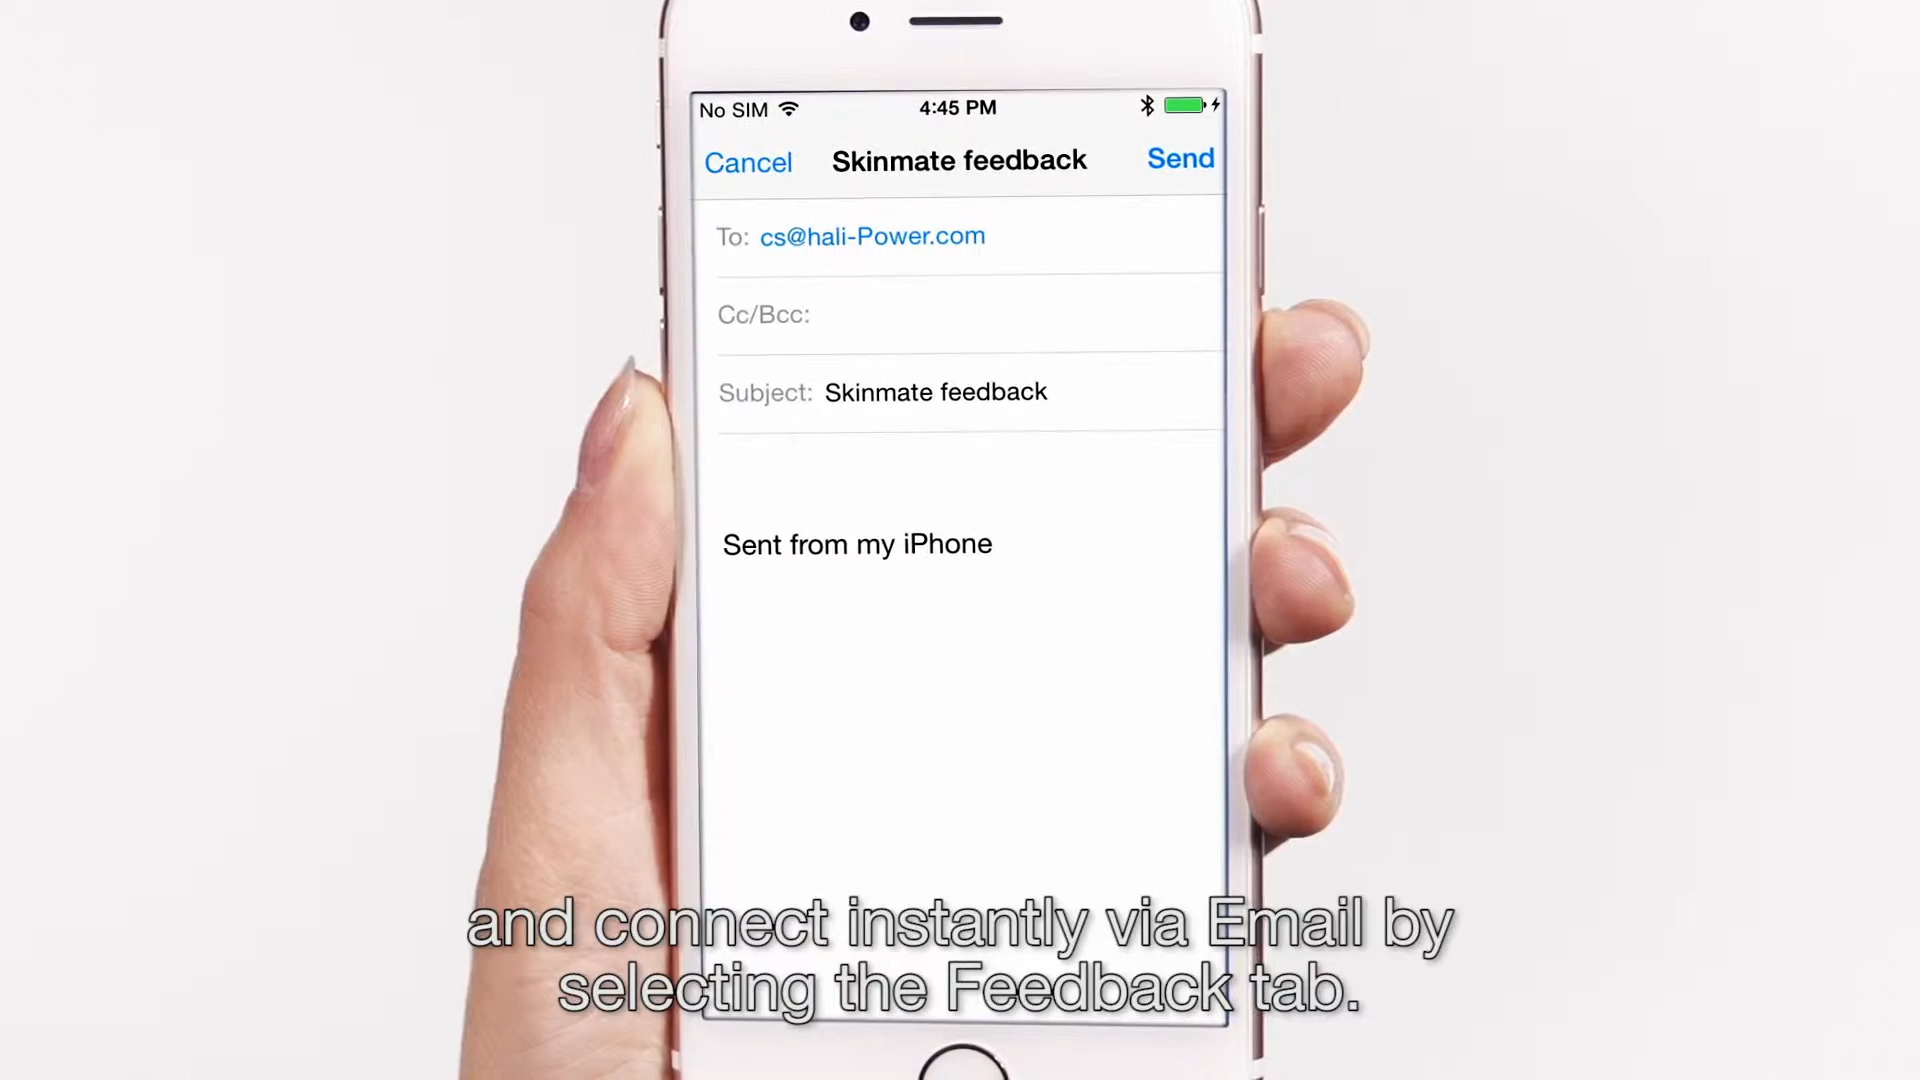 No SIM
4:45 PM
Cancel
Skinmate feedback
Send
To: cs@hali-Power.com
Cc/Bcc:
Subject: Skinmate feedback
Sent from my iPhone
and connect instantly via Email by
selecting the Feedback tab.